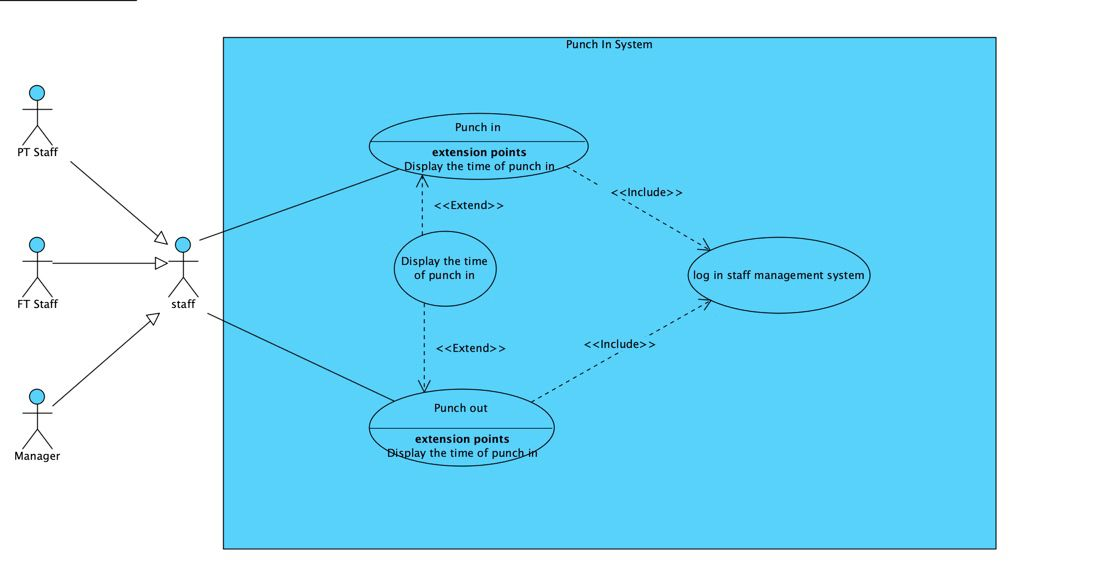 Punch In System
PT Staff
Punch in
extension points
Display the time of punch in
<<Include>>
<<Extend>>
FT Staff
staff
Display the time
of punch in
log in staff management system
<<Extend>>
<<Include>>
Manager
Punch out
extension points
Display the time of punch in